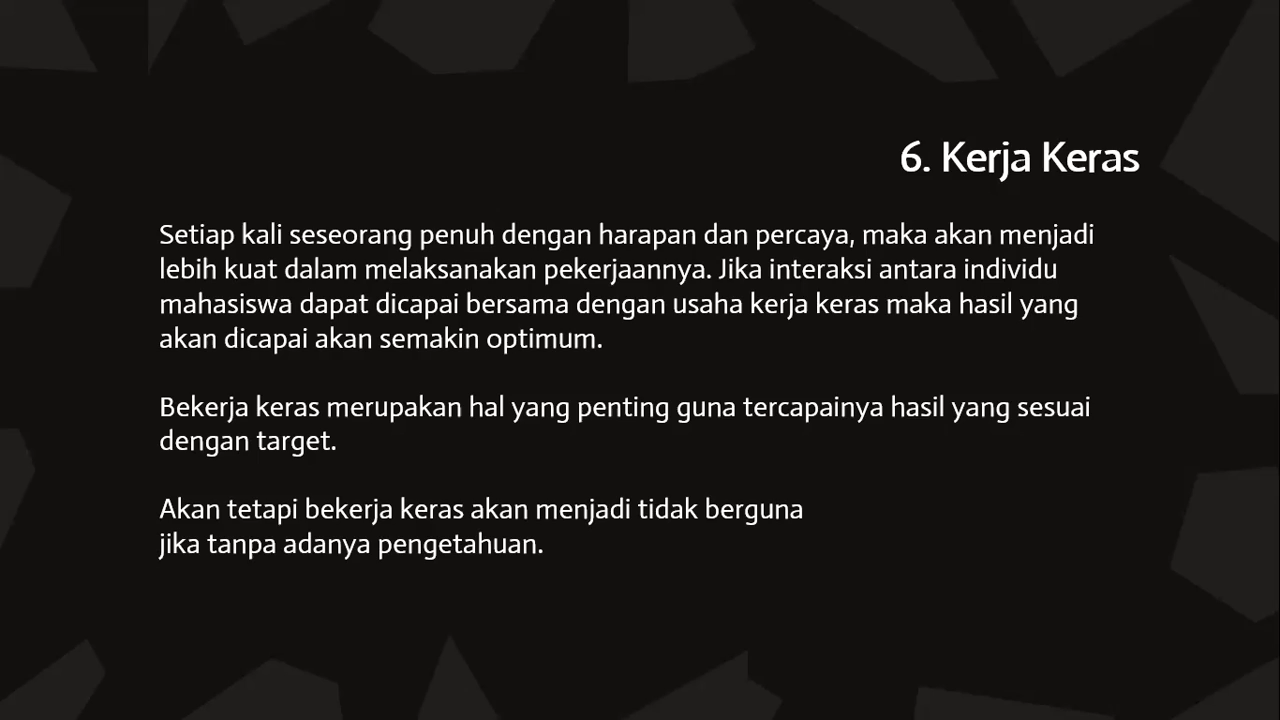 6. Kerja Keras
Setiap kali seseorang penuh dengan harapan dan percaya, maka akan menjadi
lebih kuat dalam melaksanakan pekerjaannya. Jika interaksi antara individu
mahasiswa dapat dicapai bersama dengan usaha kerja keras maka hasil yang
akan dicapai akan semakin optimum.
Bekerja keras merupakan hal yang penting guna tercapainya hasil yang sesuai
dengan target.
Akan tetapi bekerja keras akan menjadi tidak berguna
jika tanpa adanya pengetahuan.